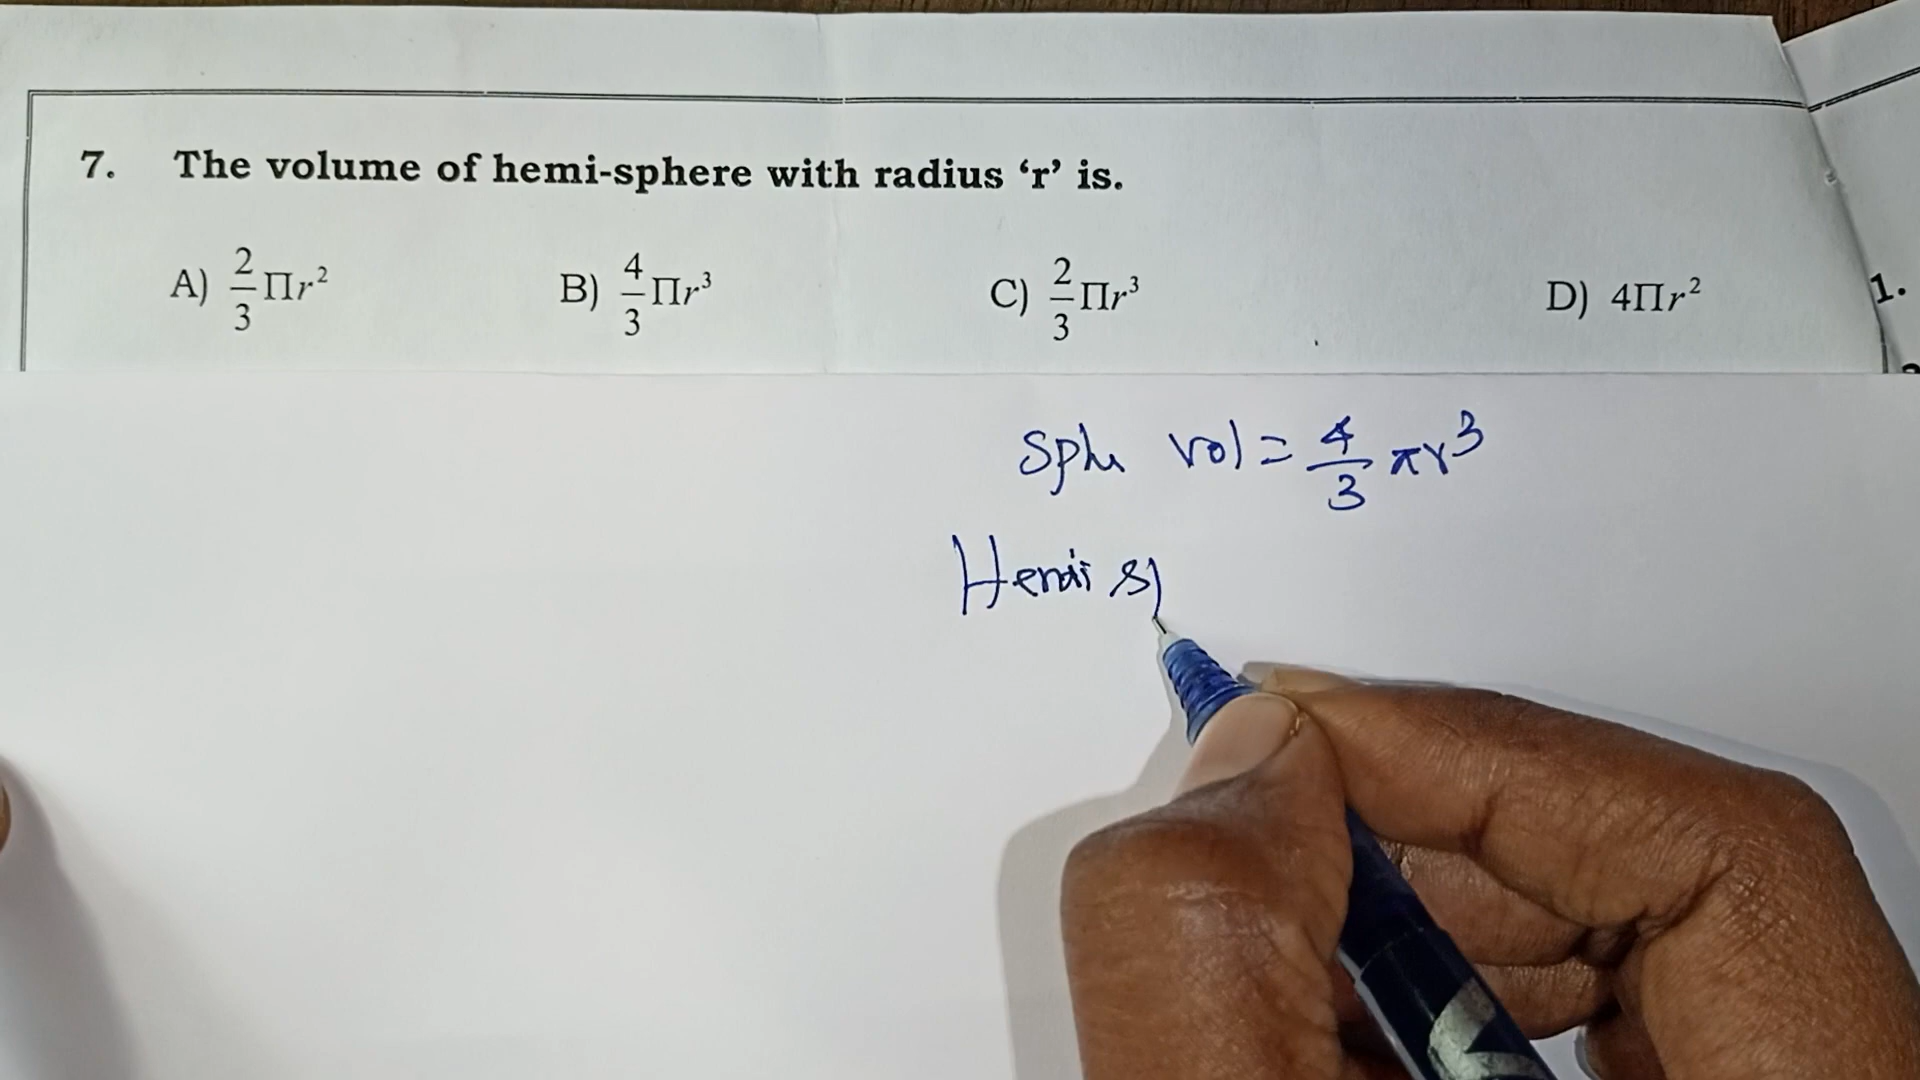 7. The volume of hemi-sphere with radius ‘r’ is.
A) 2/3 Πr² B) 4/3 Πr³ C) 2/3 Πr³ D) 4Πr²
1.
vol = 4/3 πr³
Hemi